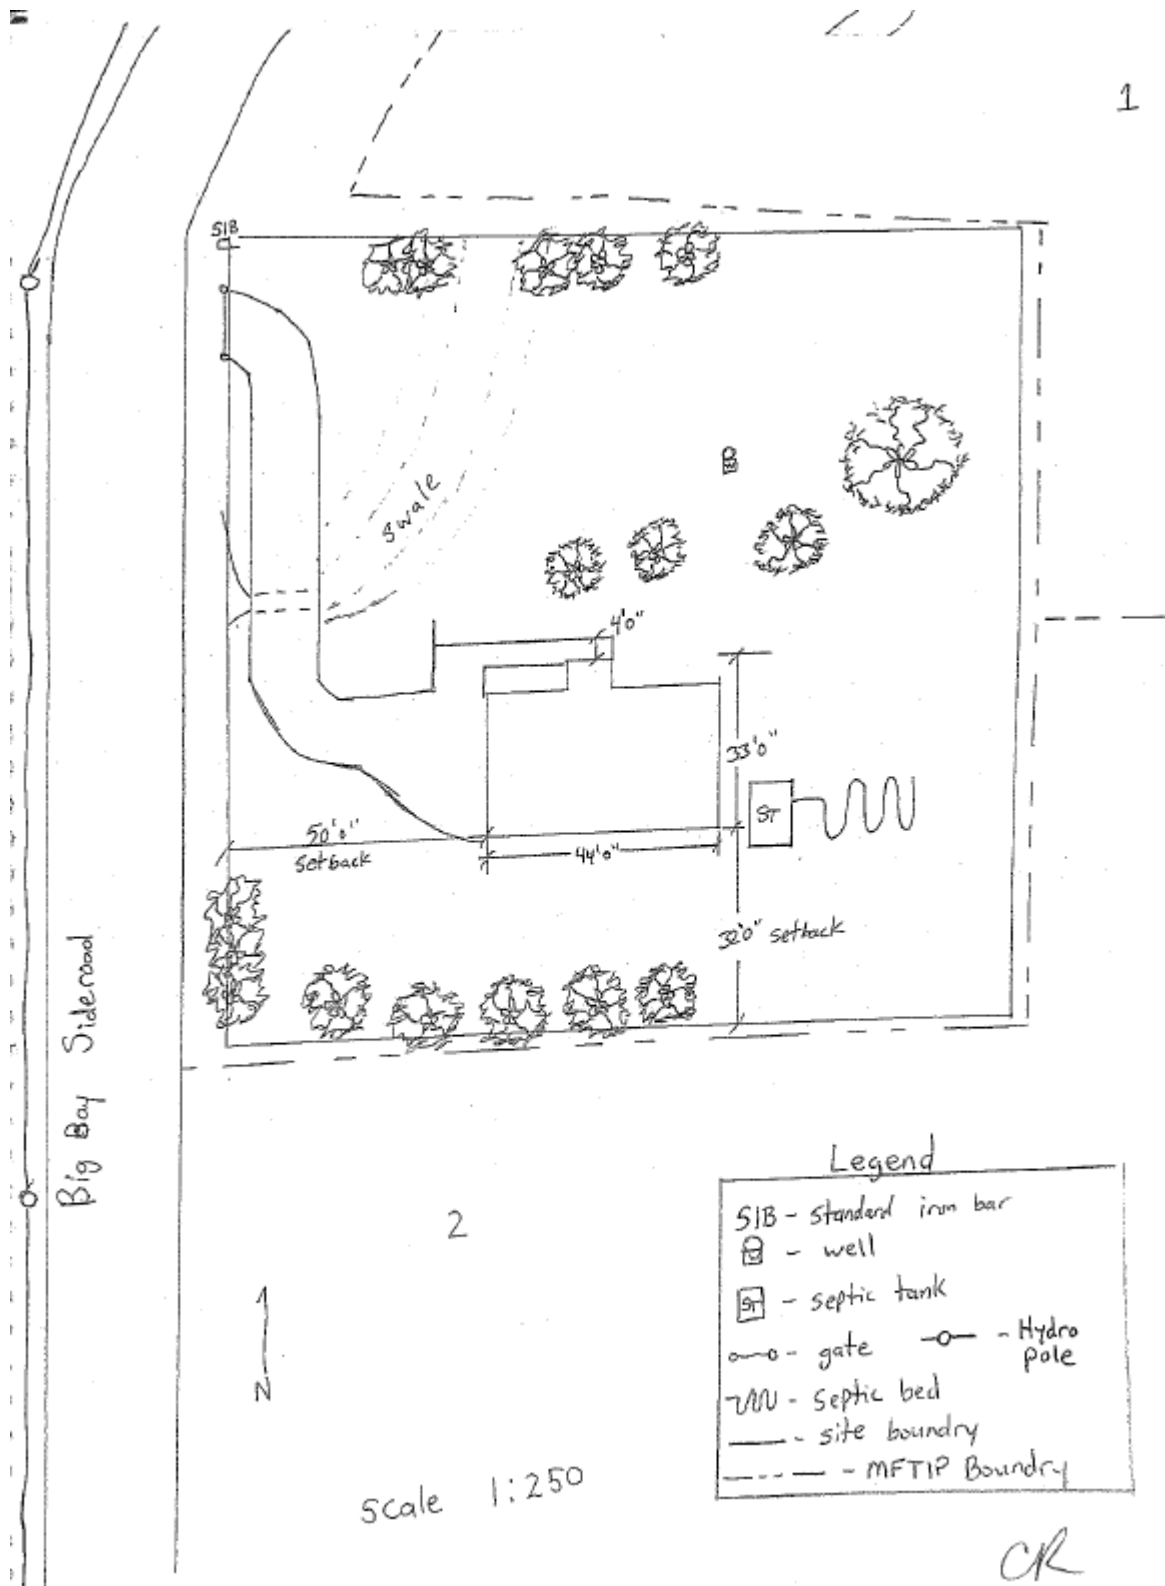 1
SIB
Swale
4'0"
33'0"
ST
50'0"
setback
44'0"
32'0" setback
Big Bay Sideroad
2
N
Scale 1:250
Legend
SIB - standard iron bar
- well
ST - septic tank
- gate - Hydro
pole
- septic bed
- site boundry
- MFTIP Boundry
CR